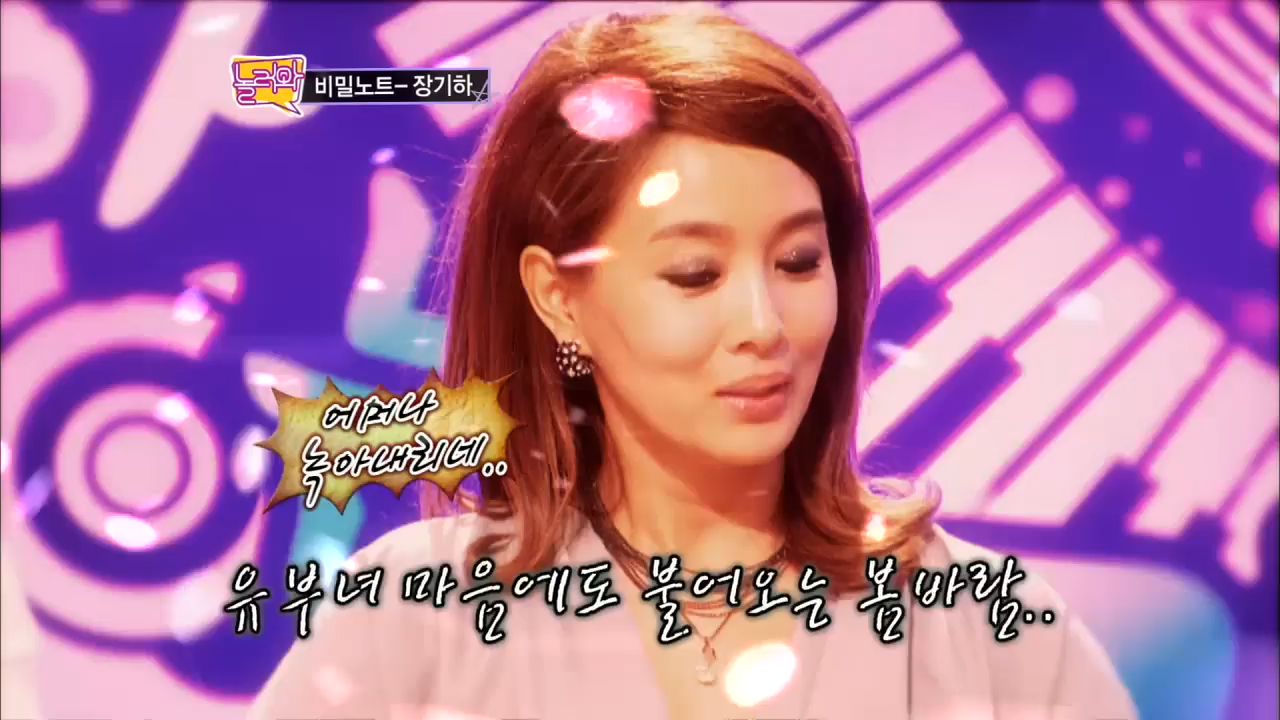 놀러와
비밀노트- 장기하
어머나
녹아내리네..
유부녀 마음에도 불어오는 봄바람..